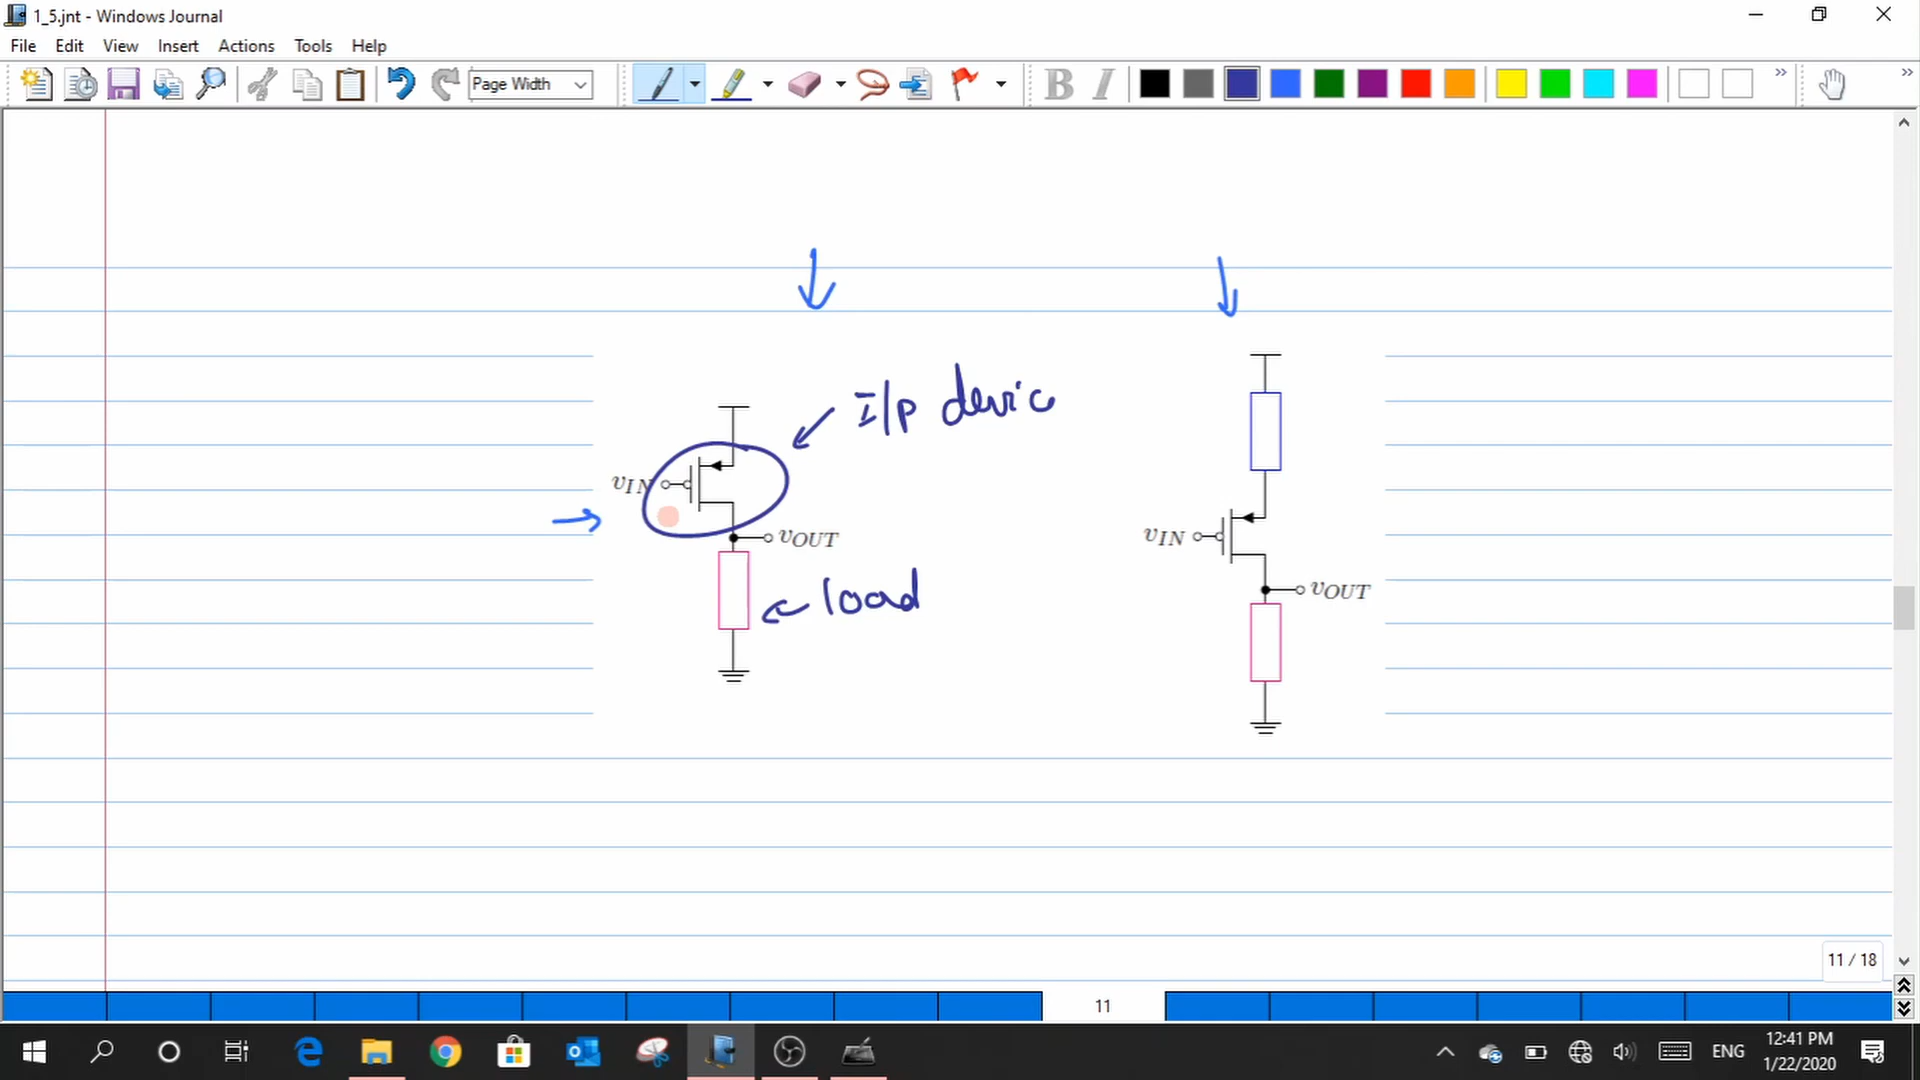 1_5.jnt - Windows Journal
File Edit View Insert Actions Tools Help
Page Width
B I
I/p devic
vIN
vOUT
load
vIN
vOUT
11 / 18
11
ENG
12:41 PM
1/22/2020